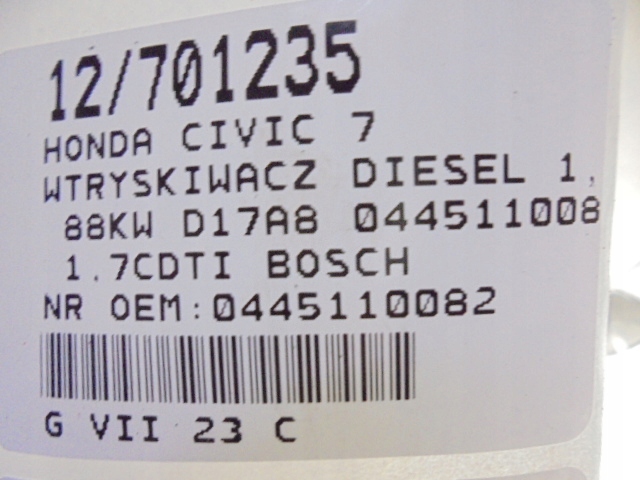 12/701235
HONDA CIVIC 7
WTRYSKIWACZ DIESEL 1,
88KW D17A8 044511008
1.7CDTI BOSCH
NR OEM:0445110082
G VII 23 C